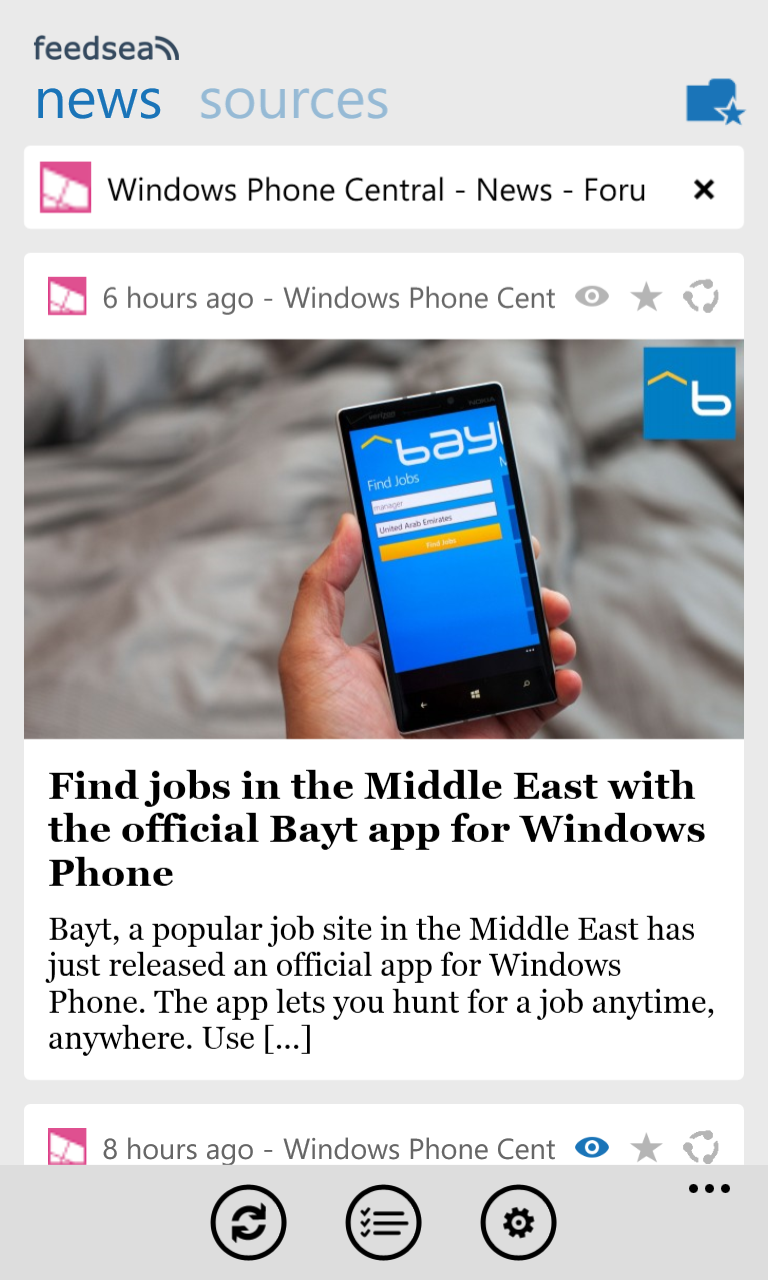 feedsea
news sources
Windows Phone Central - News - Foru
6 hours ago - Windows Phone Cent
b
verizon
NOKIA
bay
M
Find Jobs
manager
United Arab Emirates
Find Jobs
Find jobs in the Middle East with
the official Bayt app for Windows
Phone
Bayt, a popular job site in the Middle East has
just released an official app for Windows
Phone. The app lets you hunt for a job anytime,
anywhere. Use [...]
8 hours ago - Windows Phone Cent